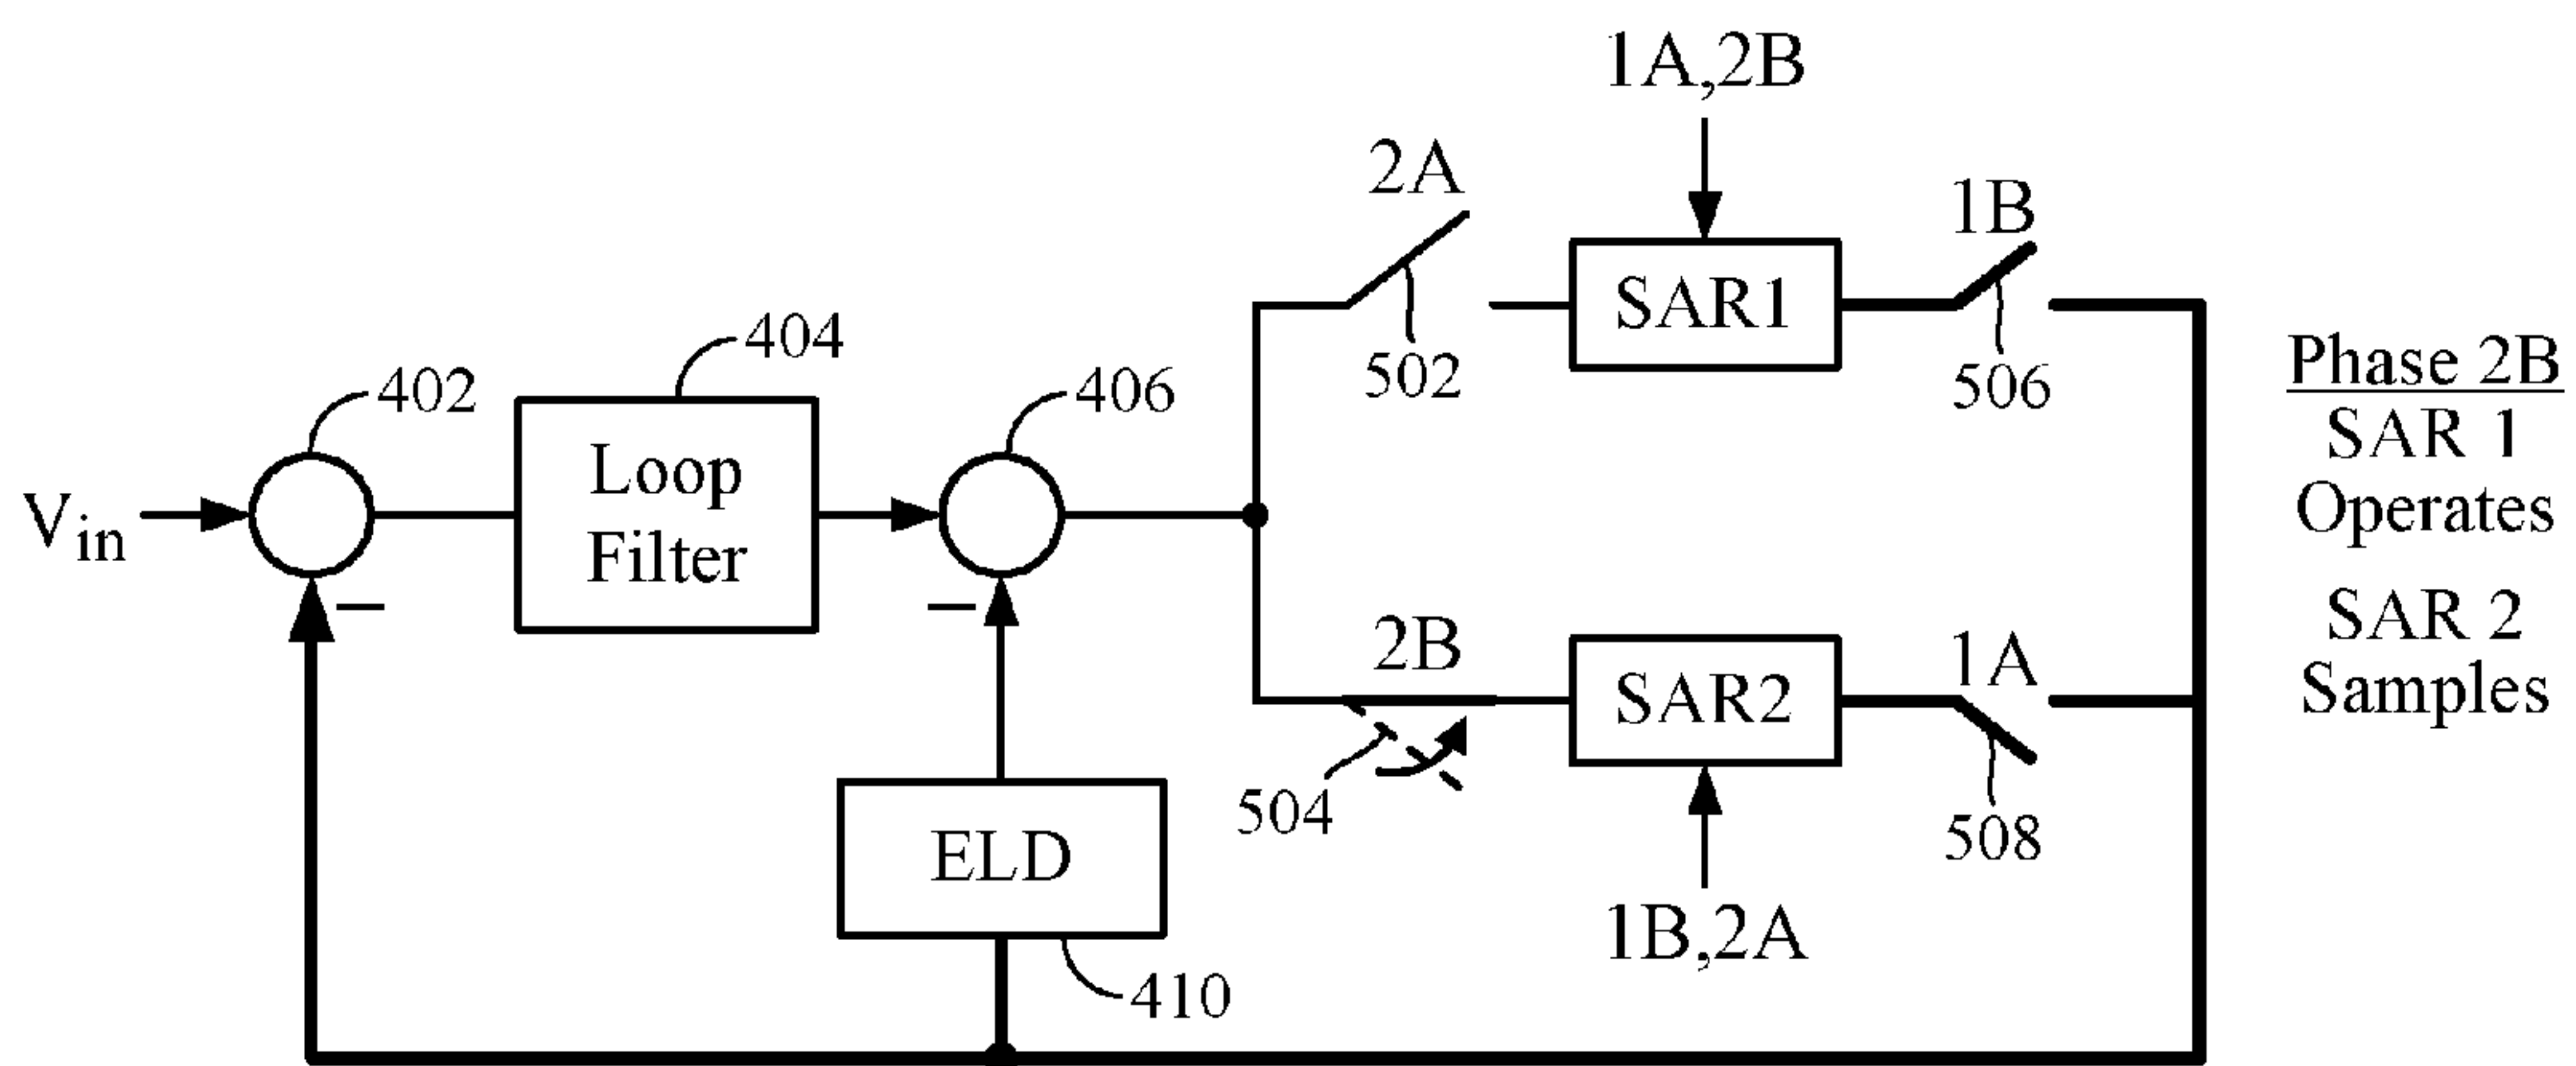 1A,2B
2A
1B
SAR1
404
502
506
402
406
Phase 2B
SAR 1
Operates
SAR 2
Samples
Loop
Filter
V in
2B
1A
SAR2
504
508
ELD
1B,2A
410